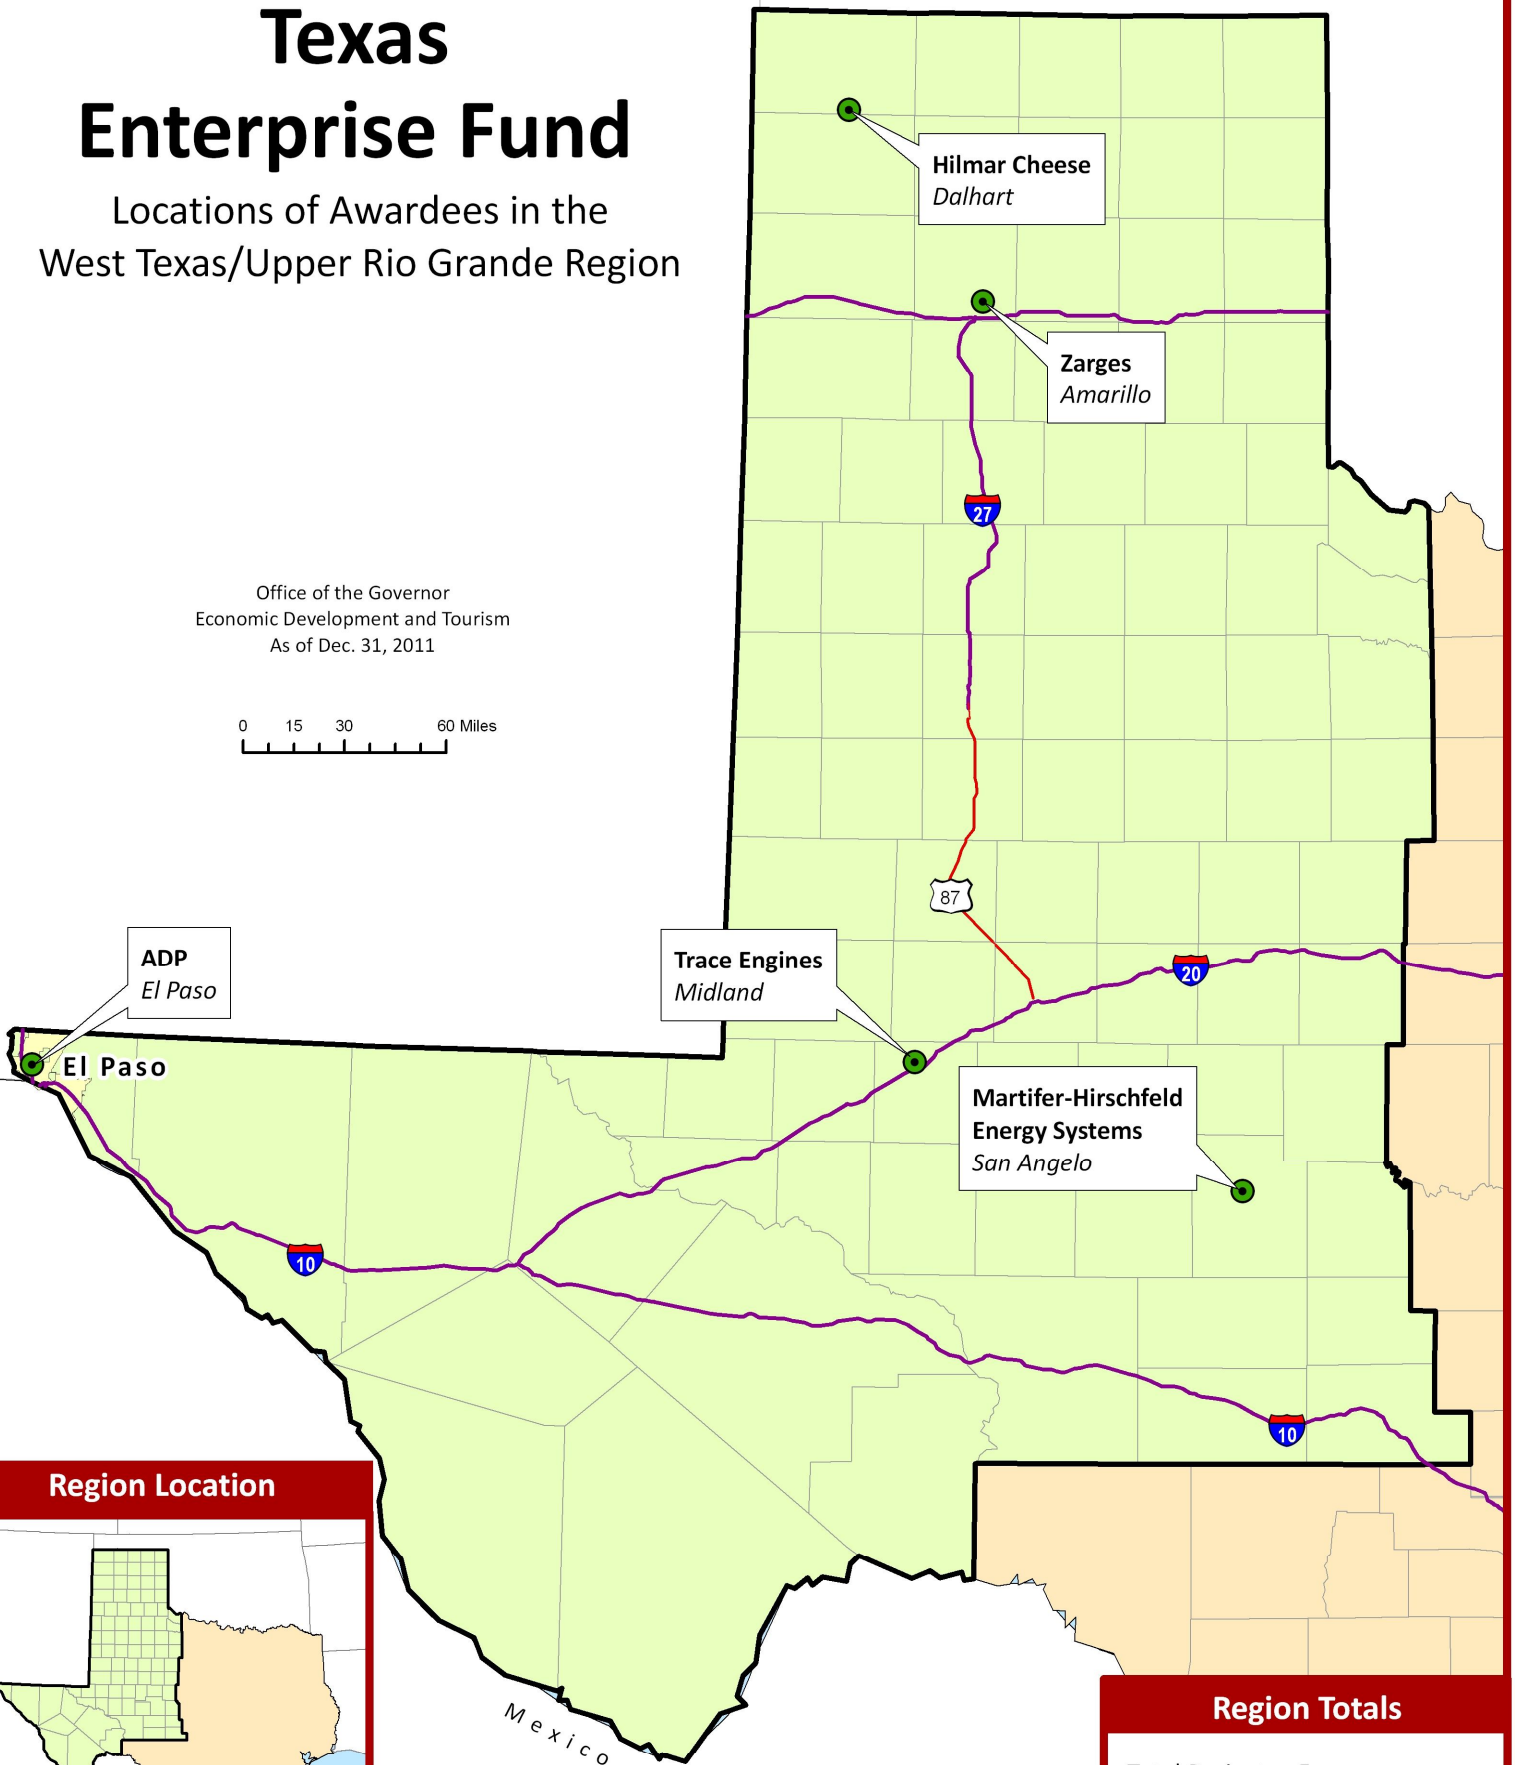 Texas
Enterprise Fund
Locations of Awardees in the
West Texas/Upper Rio Grande Region
Hilmar Cheese
Dalhart
Zarges
Amarillo
27
Office of the Governor
Economic Development and Tourism
As of Dec. 31, 2011
0 15 30 60 Miles
87
ADP
El Paso
Trace Engines
Midland
20
El Paso
Martifer-Hirschfeld
Energy Systems
San Angelo
10
10
Region Location
Mexico
Region Totals